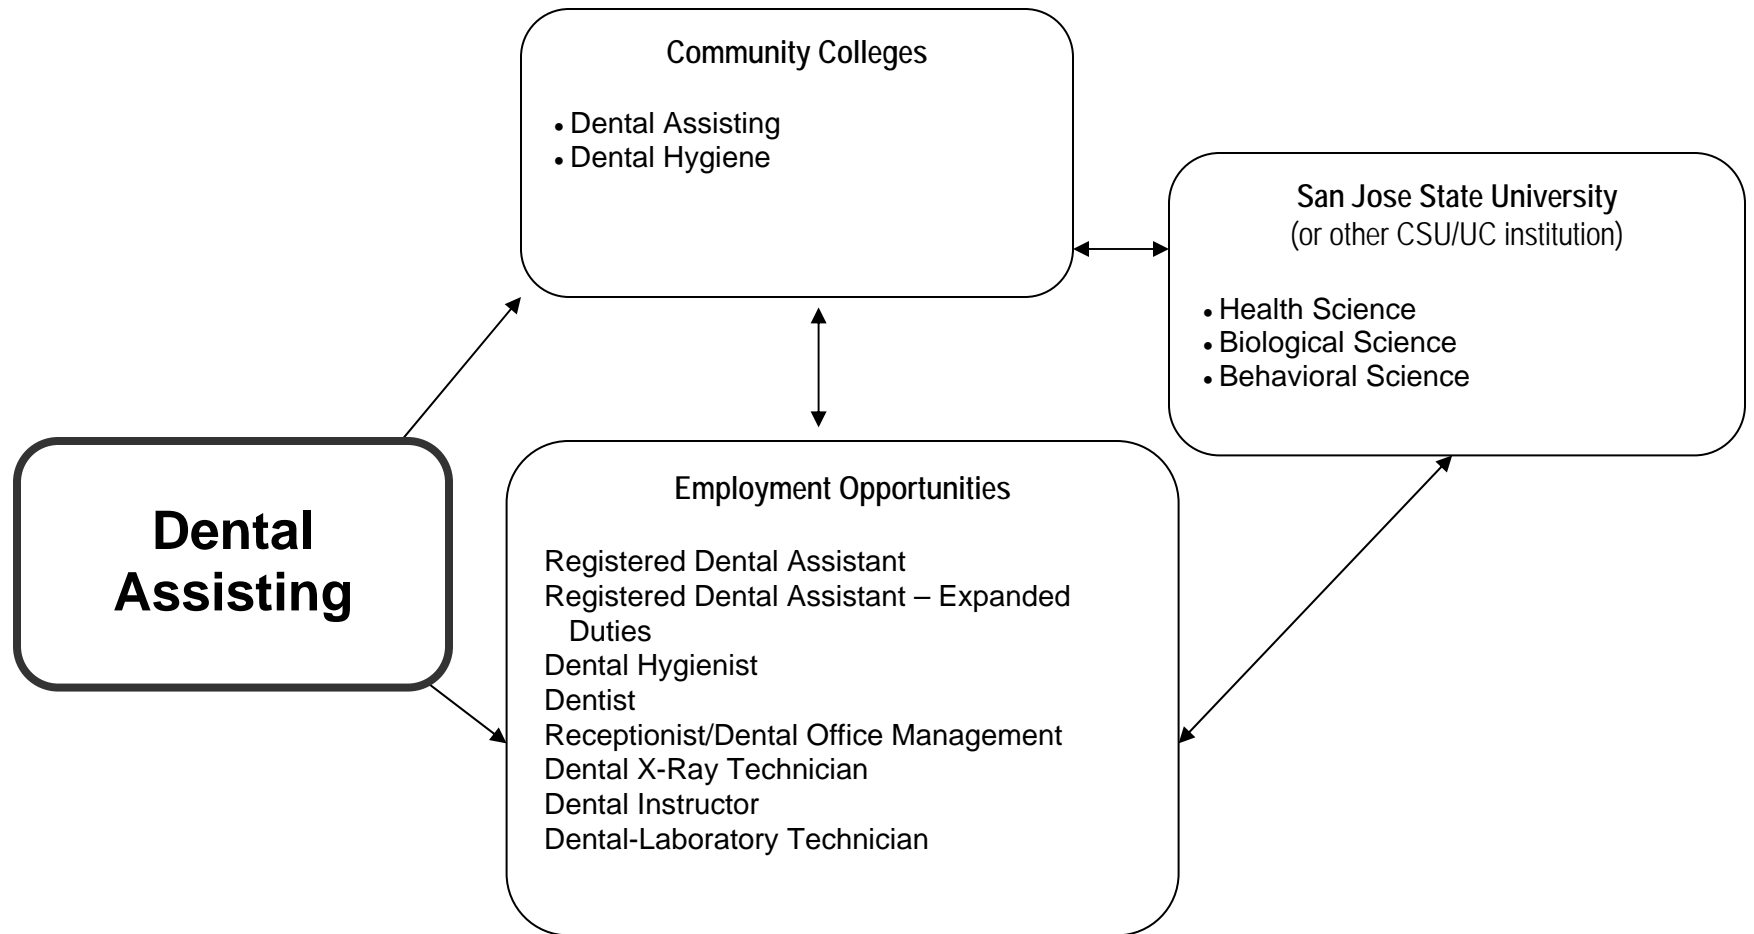 Community Colleges
• Dental Assisting
• Dental Hygiene
San Jose State University
(or other CSU/UC institution)
• Health Science
• Biological Science
• Behavioral Science
Dental
Assisting
Employment Opportunities
Registered Dental Assistant
Registered Dental Assistant – Expanded
Duties
Dental Hygienist
Dentist
Receptionist/Dental Office Management
Dental X-Ray Technician
Dental Instructor
Dental-Laboratory Technician